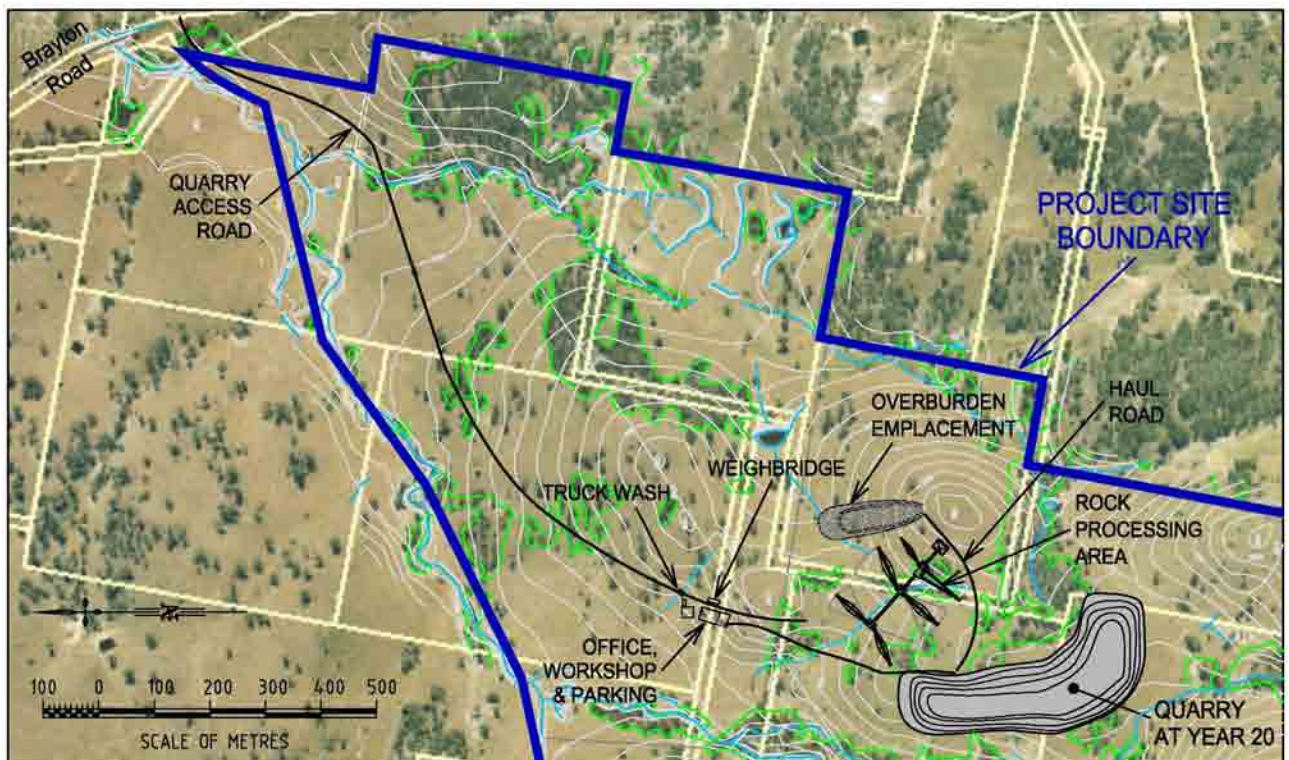 Brayton
Road
QUARRY
ACCESS
ROAD
PROJECT SITE
BOUNDARY
OVERBURDEN
EMPLACEMENT
HAUL
ROAD
WEIGHBRIDGE
TRUCK WASH
ROCK
PROCESSING
AREA
OFFICE,
WORKSHOP
& PARKING
100 0 100 200 300 400 500
SCALE OF METRES
QUARRY
AT YEAR 20